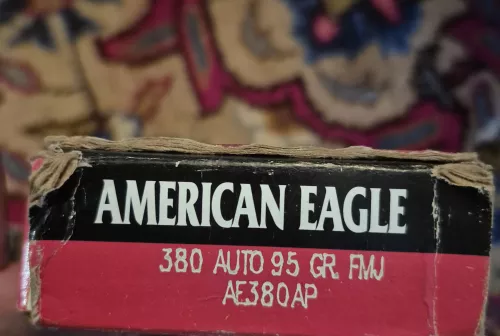 AMERICAN EAGLE
380 AUTO 95 GR. FMJ
AE380AP